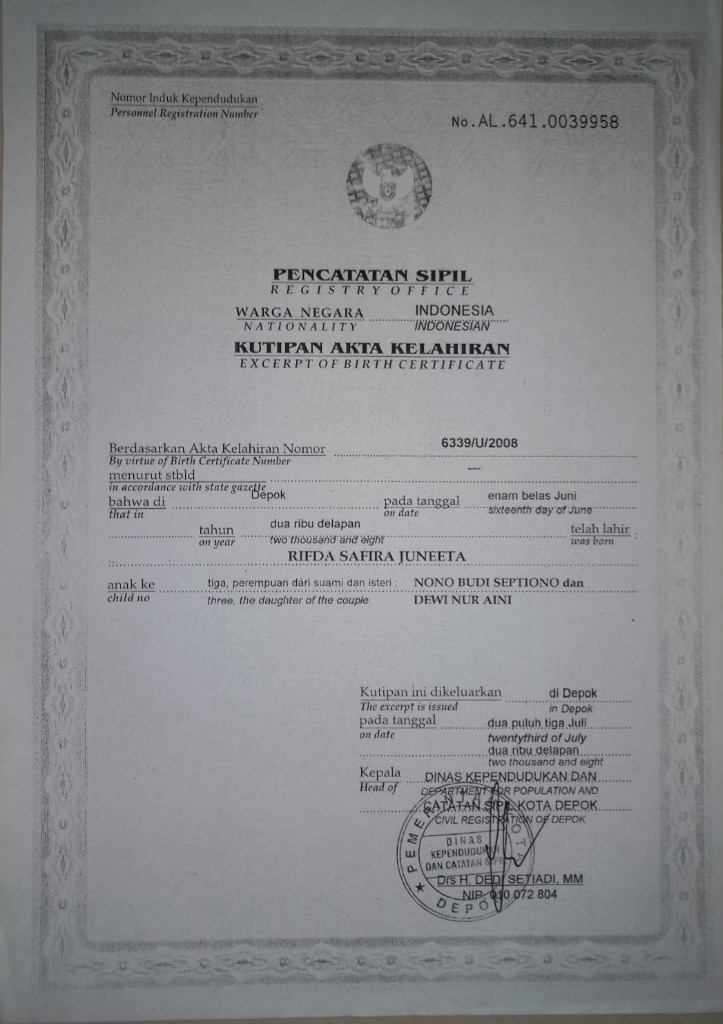 Nomor Induk Kependudukan :
Personnel Registration Number
No.AL.641.0039958
PENCATATAN SIPIL
REGISTRY OFFICE
WARGA NEGARA INDONESIA
NATIONALITY INDONESIAN
KUTIPAN AKTA KELAHIRAN
EXCERPT OF BIRTH CERTIFICATE
Berdasarkan Akta Kelahiran Nomor 6339/U/2008
By virtue of Birth Certificate Number
menurut stbld ---
in accordance with state gazette
bahwa di Depok pada tanggal enam belas Juni
that in on date sixteenth day of June
tahun dua ribu delapan telah lahir :
on year two thousand and eight was born
RIFDA SAFIRA JUNEETA
anak ke tiga, perempuan dari suami dan isteri : NONO BUDI SEPTIONO dan
child no three, the daughter of the couple DEWI NUR AINI
Kutipan ini dikeluarkan di Depok
The excerpt is issued in Depok
pada tanggal dua puluh tiga Juli
on date twentythird of July
dua ribu delapan
two thousand and eight
Kepala DINAS KEPENDUDUKAN DAN
Head of DEPARTMENT FOR POPULATION AND
CATATAN SIPIL KOTA DEPOK
CIVIL REGISTRATION OF DEPOK
PEMERINTAH KOTA
DINAS
KEPENDUDUKAN
DAN CATATAN SIPIL
DEPOK
Drs H. DEDI SETIADI, MM
NIP. 010 072 804